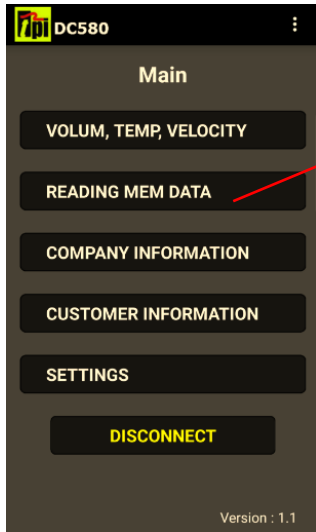 tpi DC580
Main
VOLUM, TEMP, VELOCITY
READING MEM DATA
COMPANY INFORMATION
CUSTOMER INFORMATION
SETTINGS
DISCONNECT
Version : 1.1